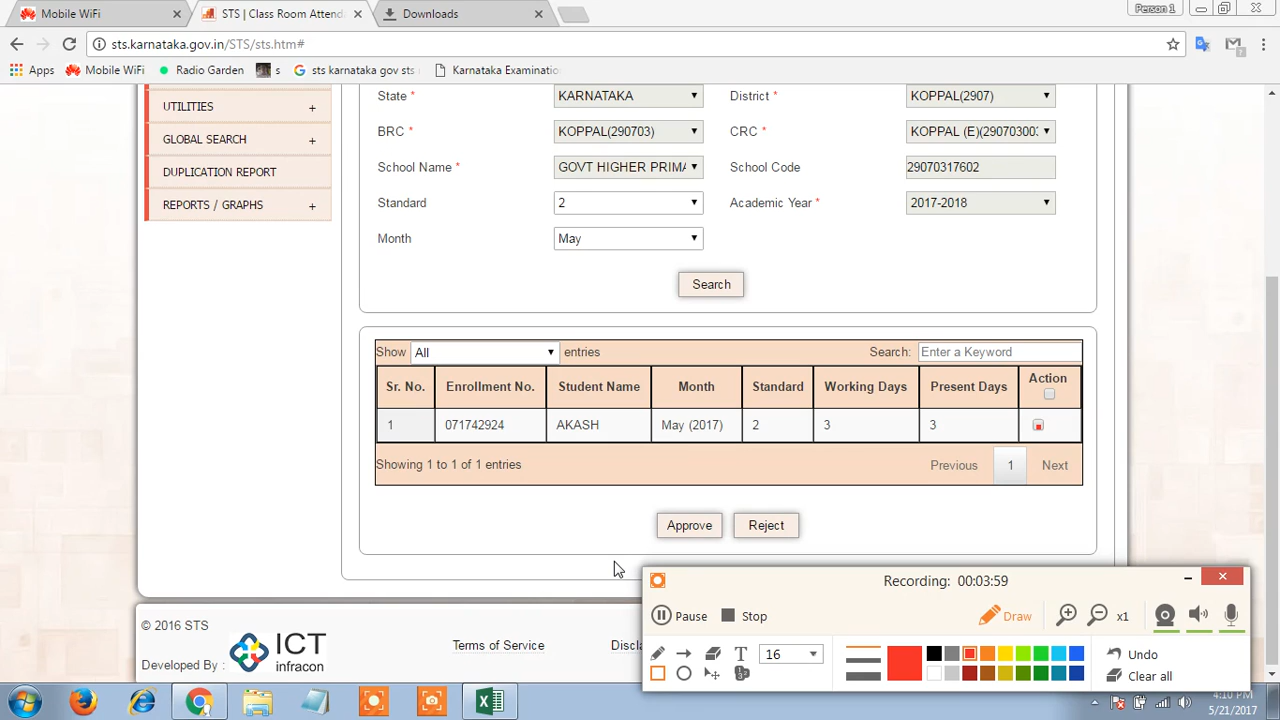 Mobile WiFi
STS | Class Room Attend
Downloads
Person 1
sts.karnataka.gov.in/STS/sts.htm#
Apps Mobile WiFi Radio Garden s sts karnataka gov sts Karnataka Examinatio
UTILITIES +
GLOBAL SEARCH +
DUPLICATION REPORT
REPORTS / GRAPHS +
State * KARNATAKA District * KOPPAL(2907)
BRC * KOPPAL(290703) CRC * KOPPAL (E)(290703003
School Name * GOVT HIGHER PRIMA School Code 29070317602
Standard 2 Academic Year * 2017-2018
Month May
Search
Show All entries Search: Enter a Keyword
Sr. No. Enrollment No. Student Name Month Standard Working Days Present Days Action
1 071742924 AKASH May (2017) 2 3 3
Showing 1 to 1 of 1 entries Previous 1 Next
Approve Reject
Recording: 00:03:59
Pause Stop Draw x1
T 16 Undo
Clear all
© 2016 STS
Developed By : ICT infracon
Terms of Service Discla
4:10 PM
5/21/2017